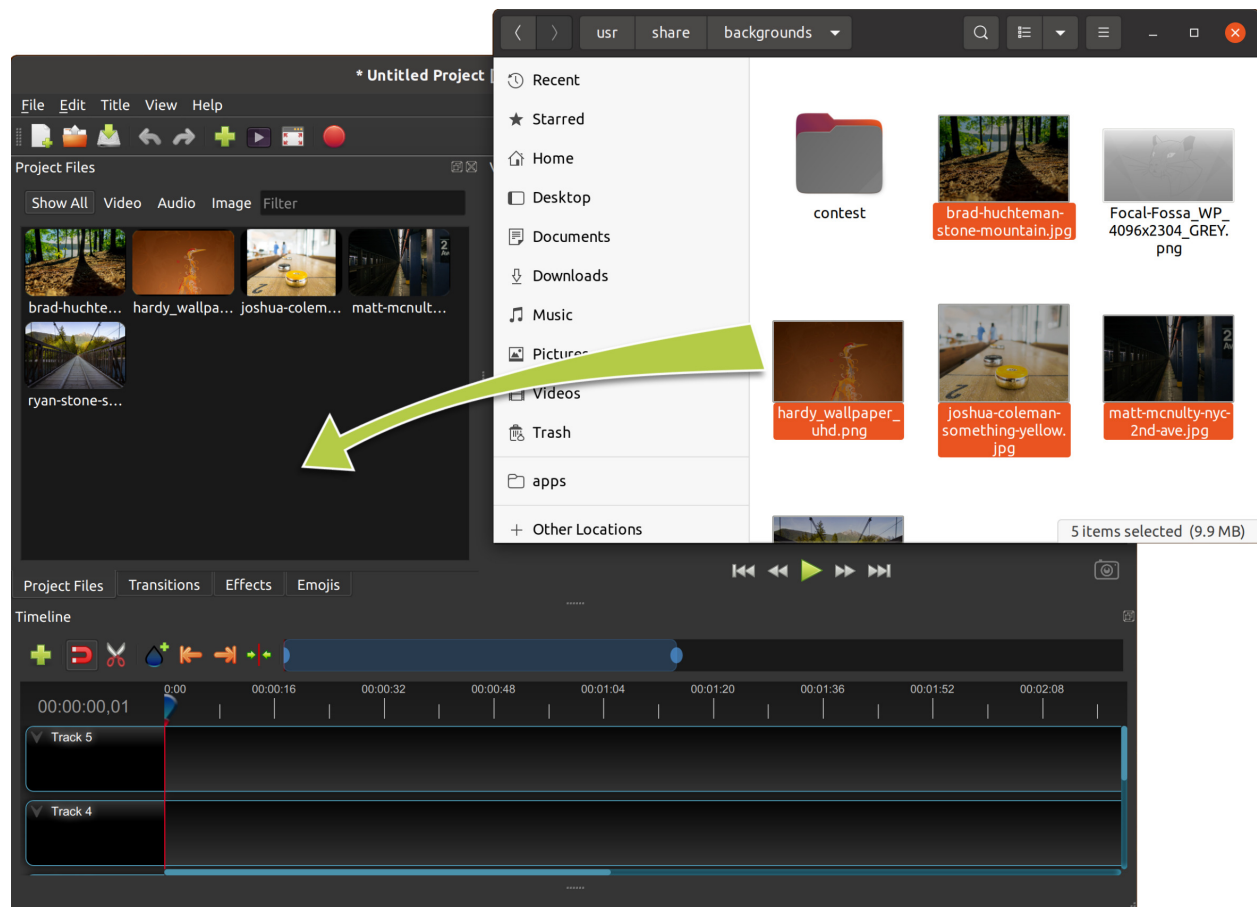 usr share backgrounds
* Untitled Project [
File Edit Title View Help
Project Files
Show All Video Audio Image Filter
brad-huchte... hardy_wallpa... joshua-colem... matt-mcnult...
ryan-stone-s...
Recent
Starred
Home
Desktop
Documents
Downloads
Music
Pictures
Videos
Trash
apps
Other Locations
contest
brad-huchteman-
stone-mountain.jpg
Focal-Fossa_WP_
4096x2304_GREY.
png
hardy_wallpaper_
uhd.png
joshua-coleman-
something-yellow.
jpg
matt-mcnulty-nyc-
2nd-ave.jpg
5 items selected (9.9 MB)
Project Files Transitions Effects Emojis
Timeline
0:00 00:00:16 00:00:32 00:00:48 00:01:04 00:01:20 00:01:36 00:01:52 00:02:08
00:00:00,01
Track 5
Track 4